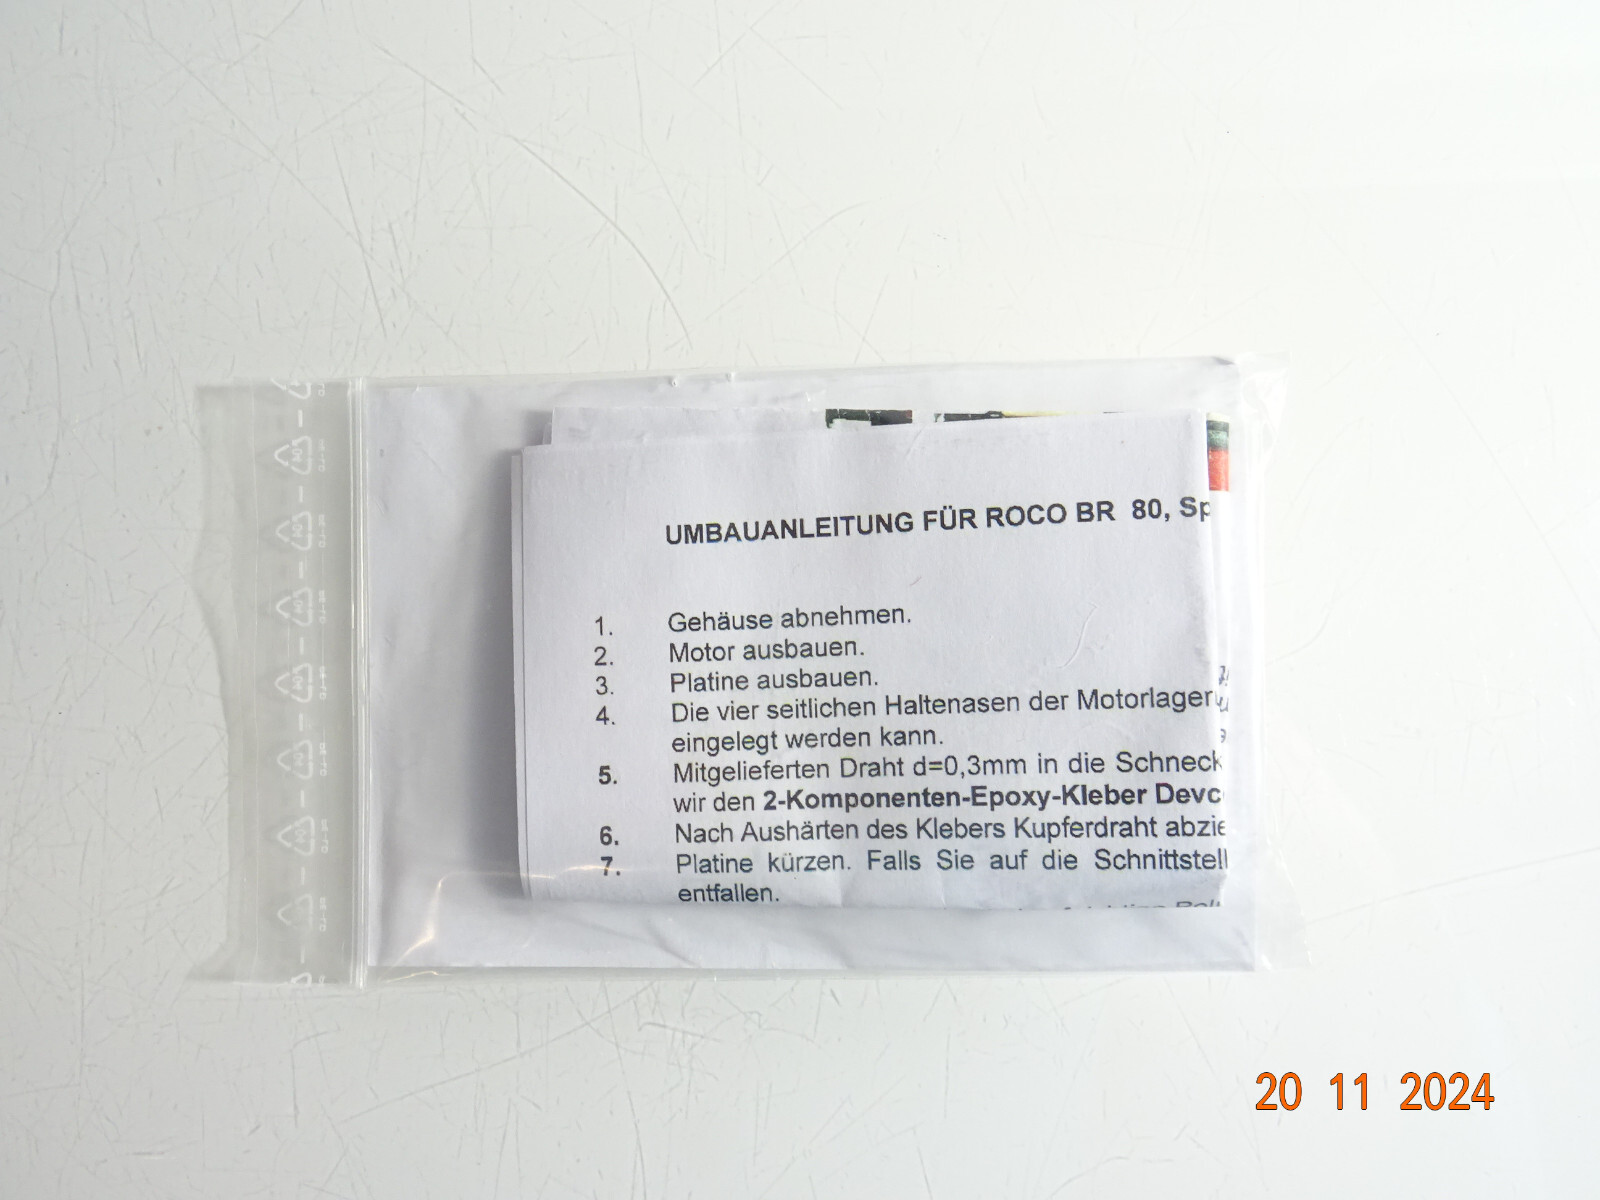 UMBAUANLEITUNG FÜR ROCO BR 80, Sp
1. Gehäuse abnehmen.
2. Motor ausbauen.
3. Platine ausbauen.
4. Die vier seitlichen Haltenasen der Motorlager
eingelegt werden kann.
5. Mitgelieferten Draht d=0,3mm in die Schneck
wir den 2-Komponenten-Epoxy-Kleber Devc
6. Nach Aushärten des Klebers Kupferdraht abzie
7. Platine kürzen. Falls Sie auf die Schnittstell
entfallen.
20 11 2024